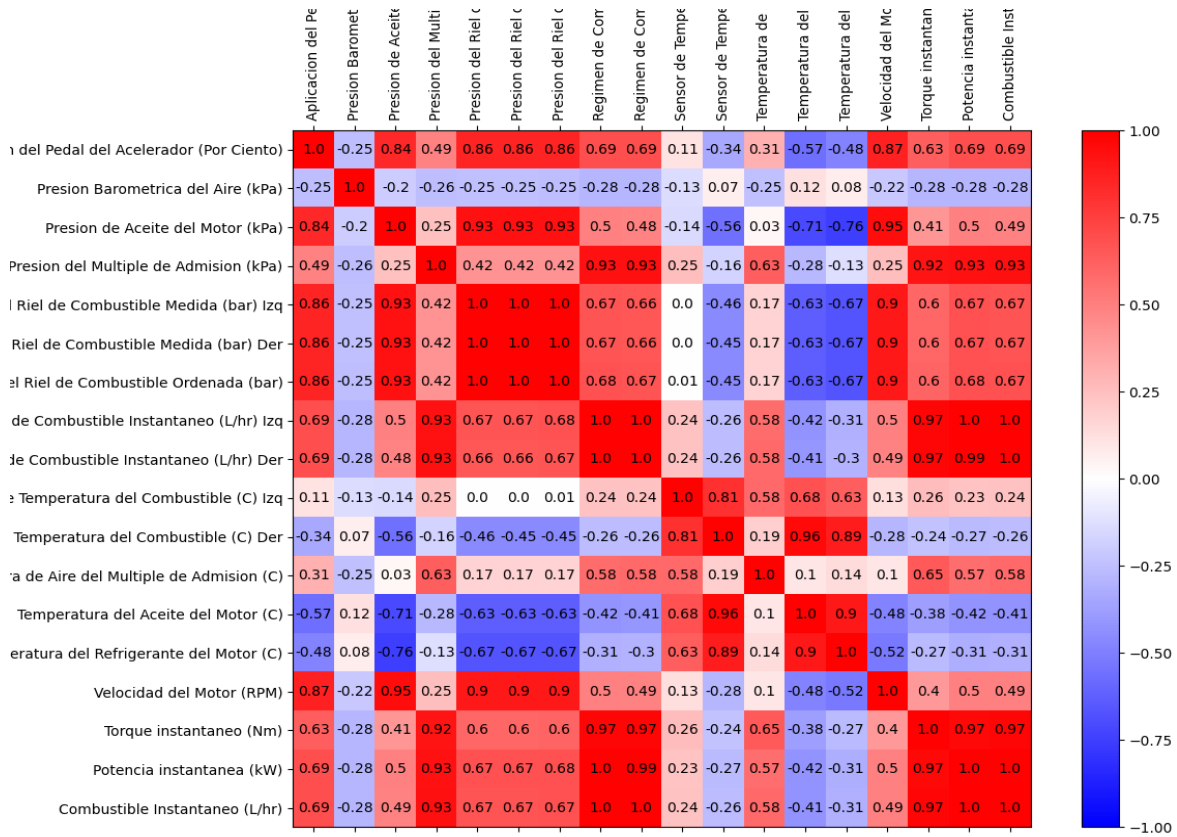 Aplicacion del Pe
Presion Baromet
Presion de Aceite
Presion del Multi
Presion del Riel c
Presion del Riel c
Presion del Riel c
Regimen de Com
Regimen de Com
Sensor de Tempe
Sensor de Tempe
Temperatura de
Temperatura del
Temperatura del
Velocidad del Mo
Torque instantan
Potencia instanta
Combustible Inst
del Pedal del Acelerador (Por Ciento) 1.0 -0.25 0.84 0.49 0.86 0.86 0.86 0.69 0.69 0.11 -0.34 0.31 -0.57 -0.48 0.87 0.63 0.69 0.69
Presion Barometrica del Aire (kPa) -0.25 1.0 -0.2 -0.26 -0.25 -0.25 -0.25 -0.28 -0.28 -0.13 0.07 -0.25 0.12 0.08 -0.22 -0.28 -0.28 -0.28
Presion de Aceite del Motor (kPa) 0.84 -0.2 1.0 0.25 0.93 0.93 0.93 0.5 0.48 -0.14 -0.56 0.03 -0.71 -0.76 0.95 0.41 0.5 0.49
Presion del Multiple de Admision (kPa) 0.49 -0.26 0.25 1.0 0.42 0.42 0.42 0.93 0.93 0.25 -0.16 0.63 -0.28 -0.13 0.25 0.92 0.93 0.93
l Riel de Combustible Medida (bar) Izq 0.86 -0.25 0.93 0.42 1.0 1.0 1.0 0.67 0.66 0.0 -0.46 0.17 -0.63 -0.67 0.9 0.6 0.67 0.67
Riel de Combustible Medida (bar) Der 0.86 -0.25 0.93 0.42 1.0 1.0 1.0 0.67 0.66 0.0 -0.45 0.17 -0.63 -0.67 0.9 0.6 0.67 0.67
el Riel de Combustible Ordenada (bar) 0.86 -0.25 0.93 0.42 1.0 1.0 1.0 0.68 0.67 0.01 -0.45 0.17 -0.63 -0.67 0.9 0.6 0.68 0.67
de Combustible Instantaneo (L/hr) Izq 0.69 -0.28 0.5 0.93 0.67 0.67 0.68 1.0 1.0 0.24 -0.26 0.58 -0.42 -0.31 0.5 0.97 1.0 1.0
de Combustible Instantaneo (L/hr) Der 0.69 -0.28 0.48 0.93 0.66 0.66 0.67 1.0 1.0 0.24 -0.26 0.58 -0.41 -0.3 0.49 0.97 0.99 1.0
e Temperatura del Combustible (C) Izq 0.11 -0.13 -0.14 0.25 0.0 0.0 0.01 0.24 0.24 1.0 0.81 0.58 0.68 0.63 0.13 0.26 0.23 0.24
Temperatura del Combustible (C) Der -0.34 0.07 -0.56 -0.16 -0.46 -0.45 -0.45 -0.26 -0.26 0.81 1.0 0.19 0.96 0.89 -0.28 -0.24 -0.27 -0.26
ra de Aire del Multiple de Admision (C) 0.31 -0.25 0.03 0.63 0.17 0.17 0.17 0.58 0.58 0.58 0.19 1.0 0.1 0.14 0.1 0.65 0.57 0.58
Temperatura del Aceite del Motor (C) -0.57 0.12 -0.71 -0.28 -0.63 -0.63 -0.63 -0.42 -0.41 0.68 0.96 0.1 1.0 0.9 -0.48 -0.38 -0.42 -0.41
eratura del Refrigerante del Motor (C) -0.48 0.08 -0.76 -0.13 -0.67 -0.67 -0.67 -0.31 -0.3 0.63 0.89 0.14 0.9 1.0 -0.52 -0.27 -0.31 -0.31
Velocidad del Motor (RPM) 0.87 -0.22 0.95 0.25 0.9 0.9 0.9 0.5 0.49 0.13 -0.28 0.1 -0.48 -0.52 1.0 0.4 0.5 0.49
Torque instantaneo (Nm) 0.63 -0.28 0.41 0.92 0.6 0.6 0.6 0.97 0.97 0.26 -0.24 0.65 -0.38 -0.27 0.4 1.0 0.97 0.97
Potencia instantanea (kW) 0.69 -0.28 0.5 0.93 0.67 0.67 0.68 1.0 0.99 0.23 -0.27 0.57 -0.42 -0.31 0.5 0.97 1.0 1.0
Combustible Instantaneo (L/hr) 0.69 -0.28 0.49 0.93 0.67 0.67 0.67 1.0 1.0 0.24 -0.26 0.58 -0.41 -0.31 0.49 0.97 1.0 1.0
1.00
0.75
0.50
0.25
0.00
−0.25
−0.50
−0.75
−1.00